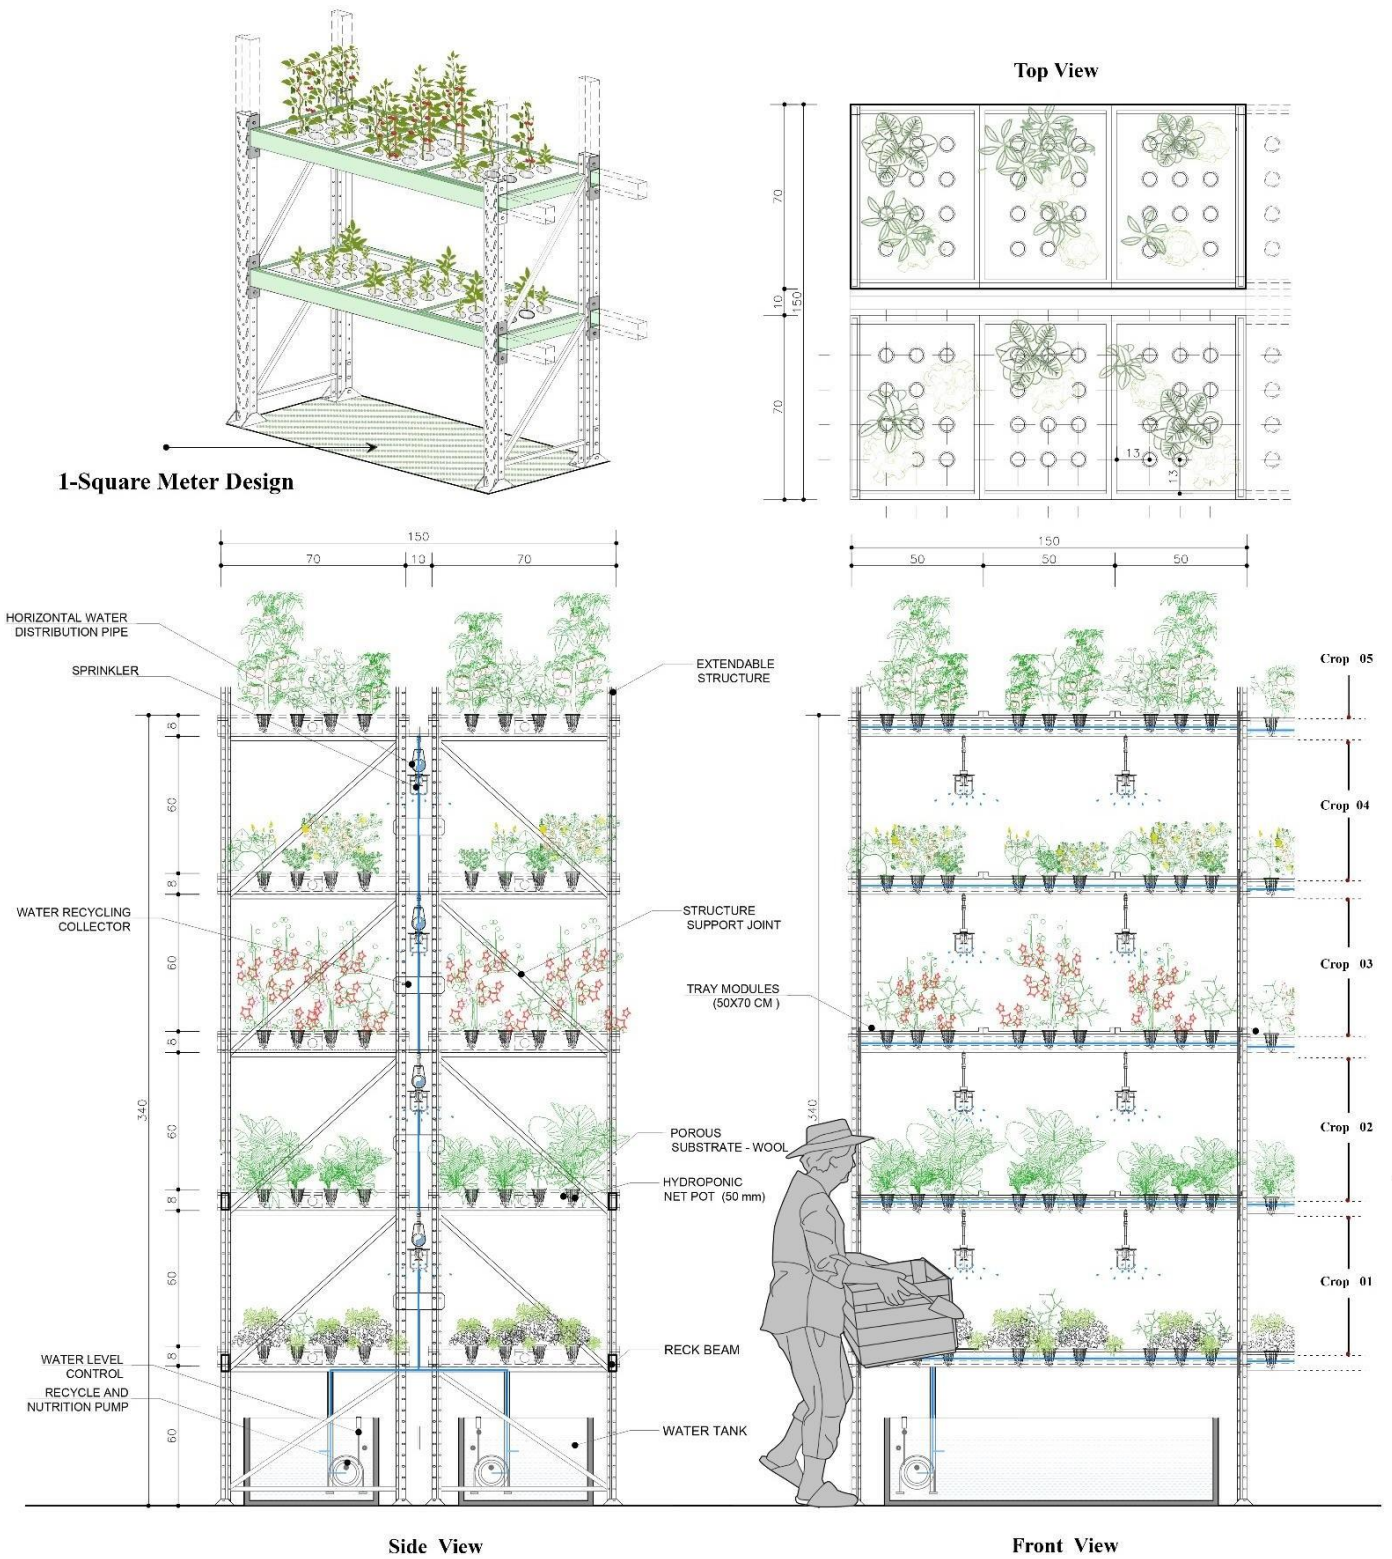 Top View
70
10
150
70
13
13
1-Square Meter Design
150
70
10
70
150
50
50
50
HORIZONTAL WATER
DISTRIBUTION PIPE
SPRINKLER
EXTENDABLE
STRUCTURE
Crop 05
8
60
Crop 04
8
WATER RECYCLING
COLLECTOR
STRUCTURE
SUPPORT JOINT
60
Crop 03
TRAY MODULES
(50X70 CM )
8
340
340
60
POROUS
SUBSTRATE - WOOL
Crop 02
HYDROPONIC
NET POT (50 mm)
8
60
Crop 01
8
RECK BEAM
WATER LEVEL
CONTROL
RECYCLE AND
NUTRITION PUMP
60
WATER TANK
Side View
Front View